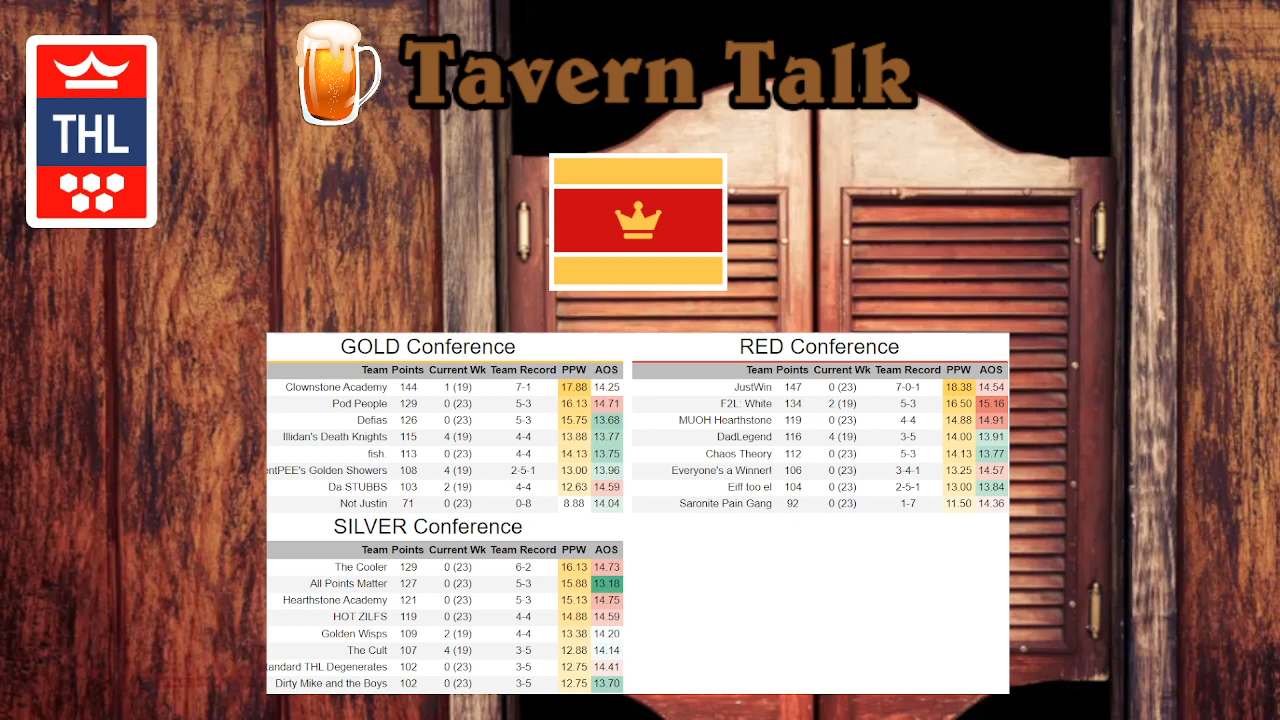 THL
Tavern Talk
GOLD Conference
Team Points Current Wk Team Record PPW AOS
Clownstone Academy 144 1 (19) 7-1 17.88 14.25
Pod People 129 0 (23) 5-3 16.13 14.71
Defias 126 0 (23) 5-3 15.75 13.68
Illidan's Death Knights 115 4 (19) 4-4 13.88 13.77
fish. 113 0 (23) 4-4 14.13 13.75
entPEE's Golden Showers 108 4 (19) 2-5-1 13.00 13.96
Da STUBBS 103 2 (19) 4-4 12.63 14.59
Not Justin 71 0 (23) 0-8 8.88 14.04
RED Conference
Team Points Current Wk Team Record PPW AOS
JustWin 147 0 (23) 7-0-1 18.38 14.54
F2L: White 134 2 (19) 5-3 16.50 15.16
MUOH Hearthstone 119 0 (23) 4-4 14.88 14.91
DadLegend 116 4 (19) 3-5 14.00 13.91
Chaos Theory 112 0 (23) 5-3 14.13 13.77
Everyone's a Winner! 106 0 (23) 3-4-1 13.25 14.57
Eiff too el 104 0 (23) 2-5-1 13.00 13.84
Saronite Pain Gang 92 0 (23) 1-7 11.50 14.36
SILVER Conference
Team Points Current Wk Team Record PPW AOS
The Cooler 129 0 (23) 6-2 16.13 14.73
All Points Matter 127 0 (23) 5-3 15.88 13.18
Hearthstone Academy 121 0 (23) 5-3 15.13 14.75
HOT ZILFS 119 0 (23) 4-4 14.88 14.59
Golden Wisps 109 2 (19) 4-4 13.38 14.20
The Cult 107 4 (19) 3-5 12.88 14.14
tandard THL Degenerates 102 0 (23) 3-5 12.75 14.41
Dirty Mike and the Boys 102 0 (23) 3-5 12.75 13.70